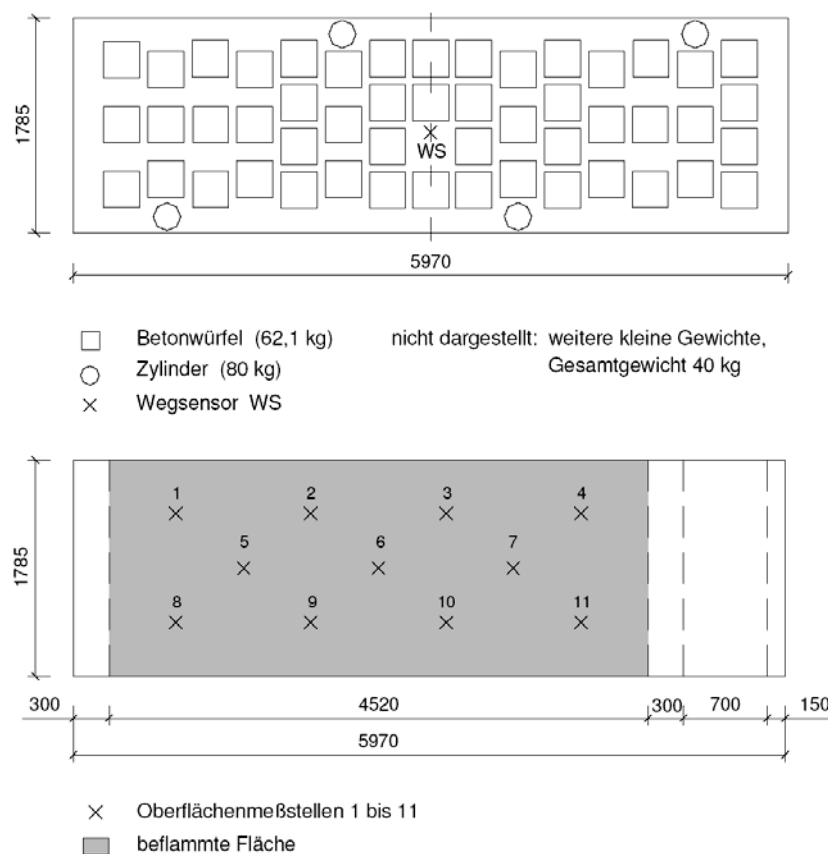 1785
WS
5970
Betonwürfel (62,1 kg)
nicht dargestellt: weitere kleine Gewichte,
Zylinder (80 kg)
Gesamtgewicht 40 kg
Wegsensor WS
1785
1 2 3 4
5 6 7
8 9 10 11
300 4520 300 700 150
5970
Oberflächenmeßstellen 1 bis 11
beflammte Fläche